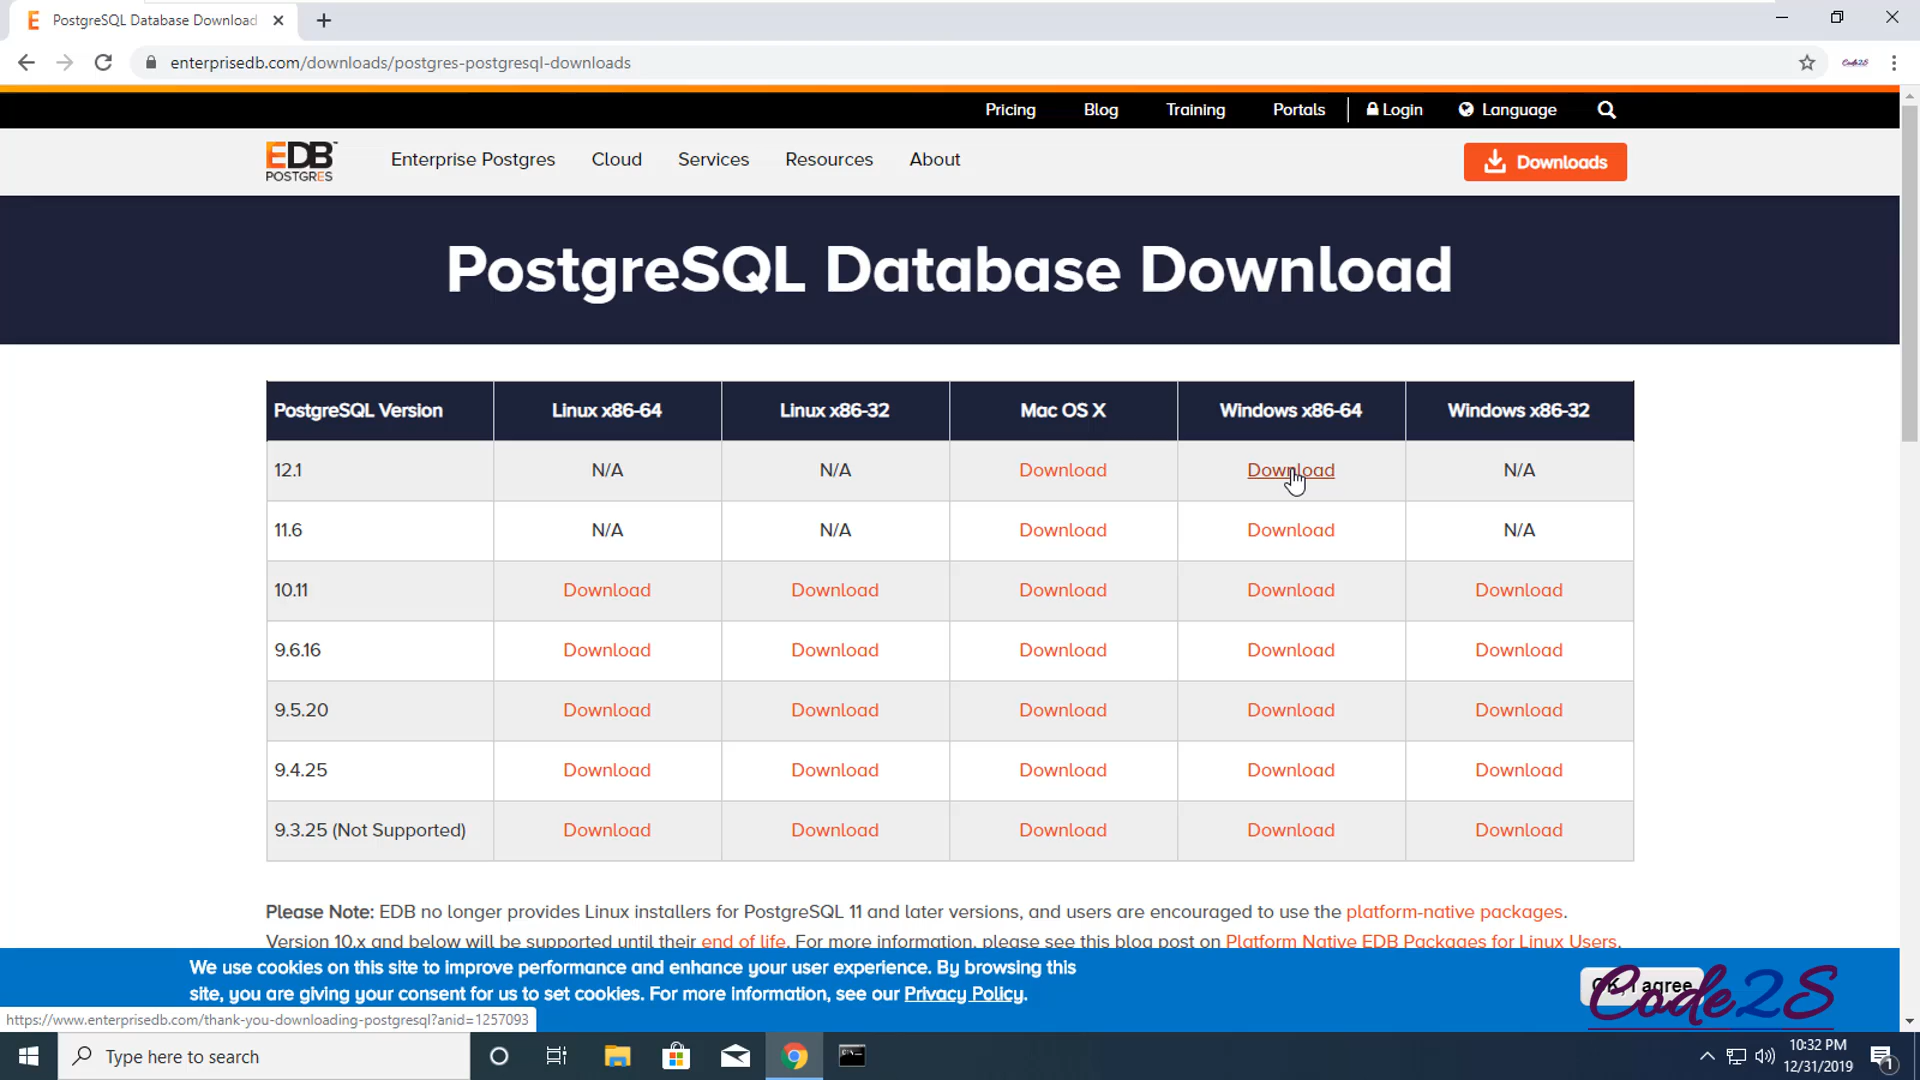 PostgreSQL Database Download
enterprisedb.com/downloads/postgres-postgresql-downloads
Code2S
Pricing Blog Training Portals Login Language
EDB
POSTGRES
Enterprise Postgres Cloud Services Resources About
Downloads
PostgreSQL Database Download
PostgreSQL Version Linux x86-64 Linux x86-32 Mac OS X Windows x86-64 Windows x86-32
12.1 N/A N/A Download Download N/A
11.6 N/A N/A Download Download N/A
10.11 Download Download Download Download Download
9.6.16 Download Download Download Download Download
9.5.20 Download Download Download Download Download
9.4.25 Download Download Download Download Download
9.3.25 (Not Supported) Download Download Download Download Download
Please Note: EDB no longer provides Linux installers for PostgreSQL 11 and later versions, and users are encouraged to use the platform-native packages.
Version 10.x and below will be supported until their end of life. For more information, please see this blog post on Platform Native EDB Packages for Linux Users.
We use cookies on this site to improve performance and enhance your user experience. By browsing this
site, you are giving your consent for us to set cookies. For more information, see our Privacy Policy.
OK, I agree
Code2S
https://www.enterprisedb.com/thank-you-downloading-postgresql?anid=1257093
Type here to search
10:32 PM
12/31/2019
1